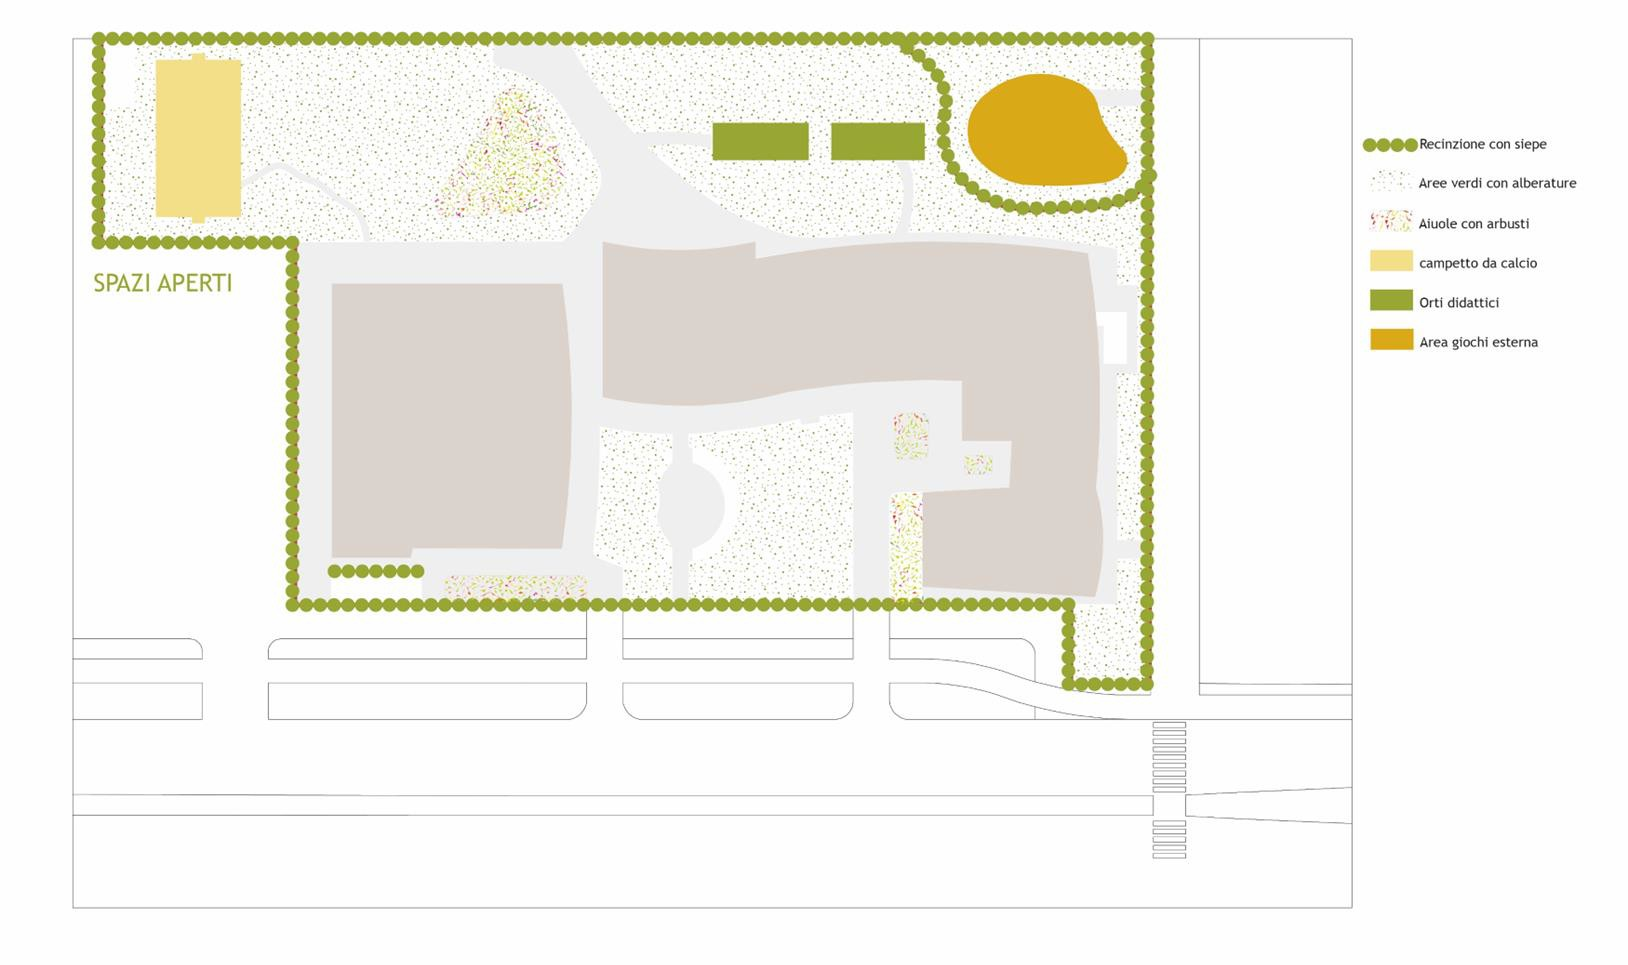 SPAZI APERTI
Recinzione con siepe
Aree verdi con alberature
Aiuole con arbusti
campetto da calcio
Orti didattici
Area giochi esterna